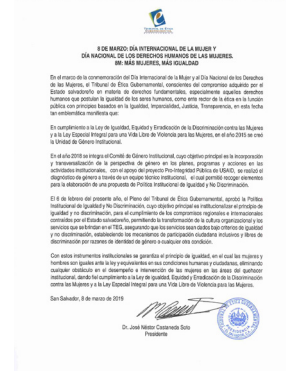 8 DE MARZO: DÍA INTERNACIONAL DE LA MUJER Y
DÍA NACIONAL DE LOS DERECHOS HUMANOS DE LAS MUJERES.
8M: MÁS MUJERES, MÁS IGUALDAD
En el marco de la conmemoración del Día Internacional de la Mujer y al Día Nacional de los Derechos
de las Mujeres, el Tribunal de Ética Gubernamental, conscientes del compromiso adquirido por el
Estado salvadoreño en materia de derechos fundamentales, especialmente aquellos derechos
humanos que postulan la igualdad de los seres humanos, como ente rector de la ética en la función
pública con principios basados en la Igualdad, Imparcialidad, Justicia, Transparencia, en esta fecha
tan emblemática manifiesta que:
En cumplimiento a la Ley de Igualdad, Equidad y Erradicación de la Discriminación contra las Mujeres
y a la Ley Especial Integral para una Vida Libre de Violencia para las Mujeres, en el año 2015 se creó
la Unidad de Género Institucional.
En el año 2018 se integra el Comité de Género Institucional, cuyo objetivo principal es la incorporación
y transversalización de la perspectiva de género en los planes, programas y acciones en las
actividades institucionales, con el apoyo del proyecto Pro-Integridad Pública de USAID, se realizó el
diagnóstico de género a través de un equipo técnico institucional, el cual permitió recoger elementos
para la elaboración de una propuesta de Política Institucional de Igualdad y No Discriminación.
El 6 de febrero del presente año, el Pleno del Tribunal de Ética Gubernamental, aprobó la Política
Institucional de Igualdad y No Discriminación, cuyo objetivo principal es institucionalizar el principio de
igualdad y no discriminación, para el cumplimiento de los compromisos regionales e internacionales
contraídos por el Estado salvadoreño, permitiendo la transformación de la cultura organizacional y los
servicios que se brindan en el TEG, asegurando que los servicios sean dados bajo criterios de igualdad
y no discriminación, estableciendo los mecanismos de participación ciudadana inclusivos y libres de
discriminación por razones de identidad de género o cualquier otra condición.
Con estos instrumentos institucionales se garantiza el principio de igualdad, en el cual las mujeres y
hombres son iguales ante la ley y equivalentes en sus condiciones humanas y ciudadanas, eliminando
cualquier obstáculo en el desempeño e intervención de las mujeres en las áreas del quehacer
institucional, dando fiel cumplimiento a la Ley de Igualdad, Equidad y Erradicación de la Discriminación
contra las Mujeres y a la Ley Especial Integral para una Vida Libre de Violencia para las Mujeres.
San Salvador, 8 de marzo de 2019
Dr. José Néstor Castaneda Soto
Presidente